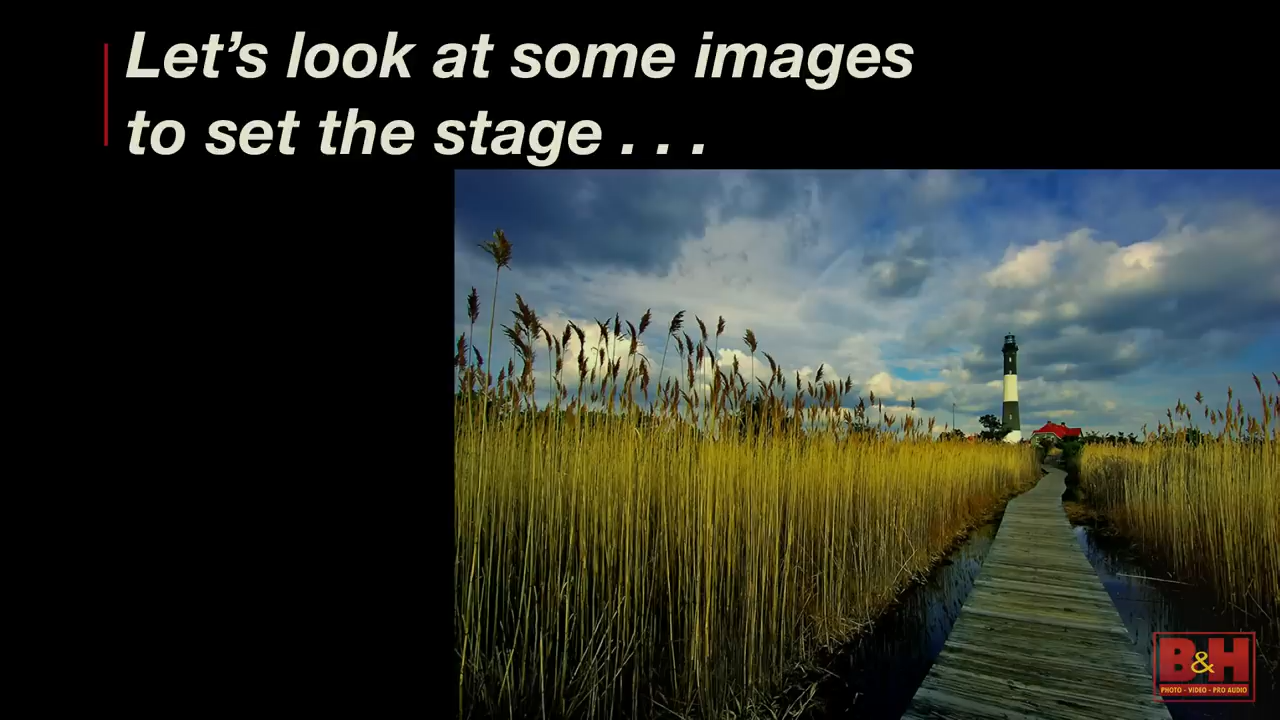 Let's look at some images
to set the stage . . .
B&H
PHOTO - VIDEO - PRO AUDIO